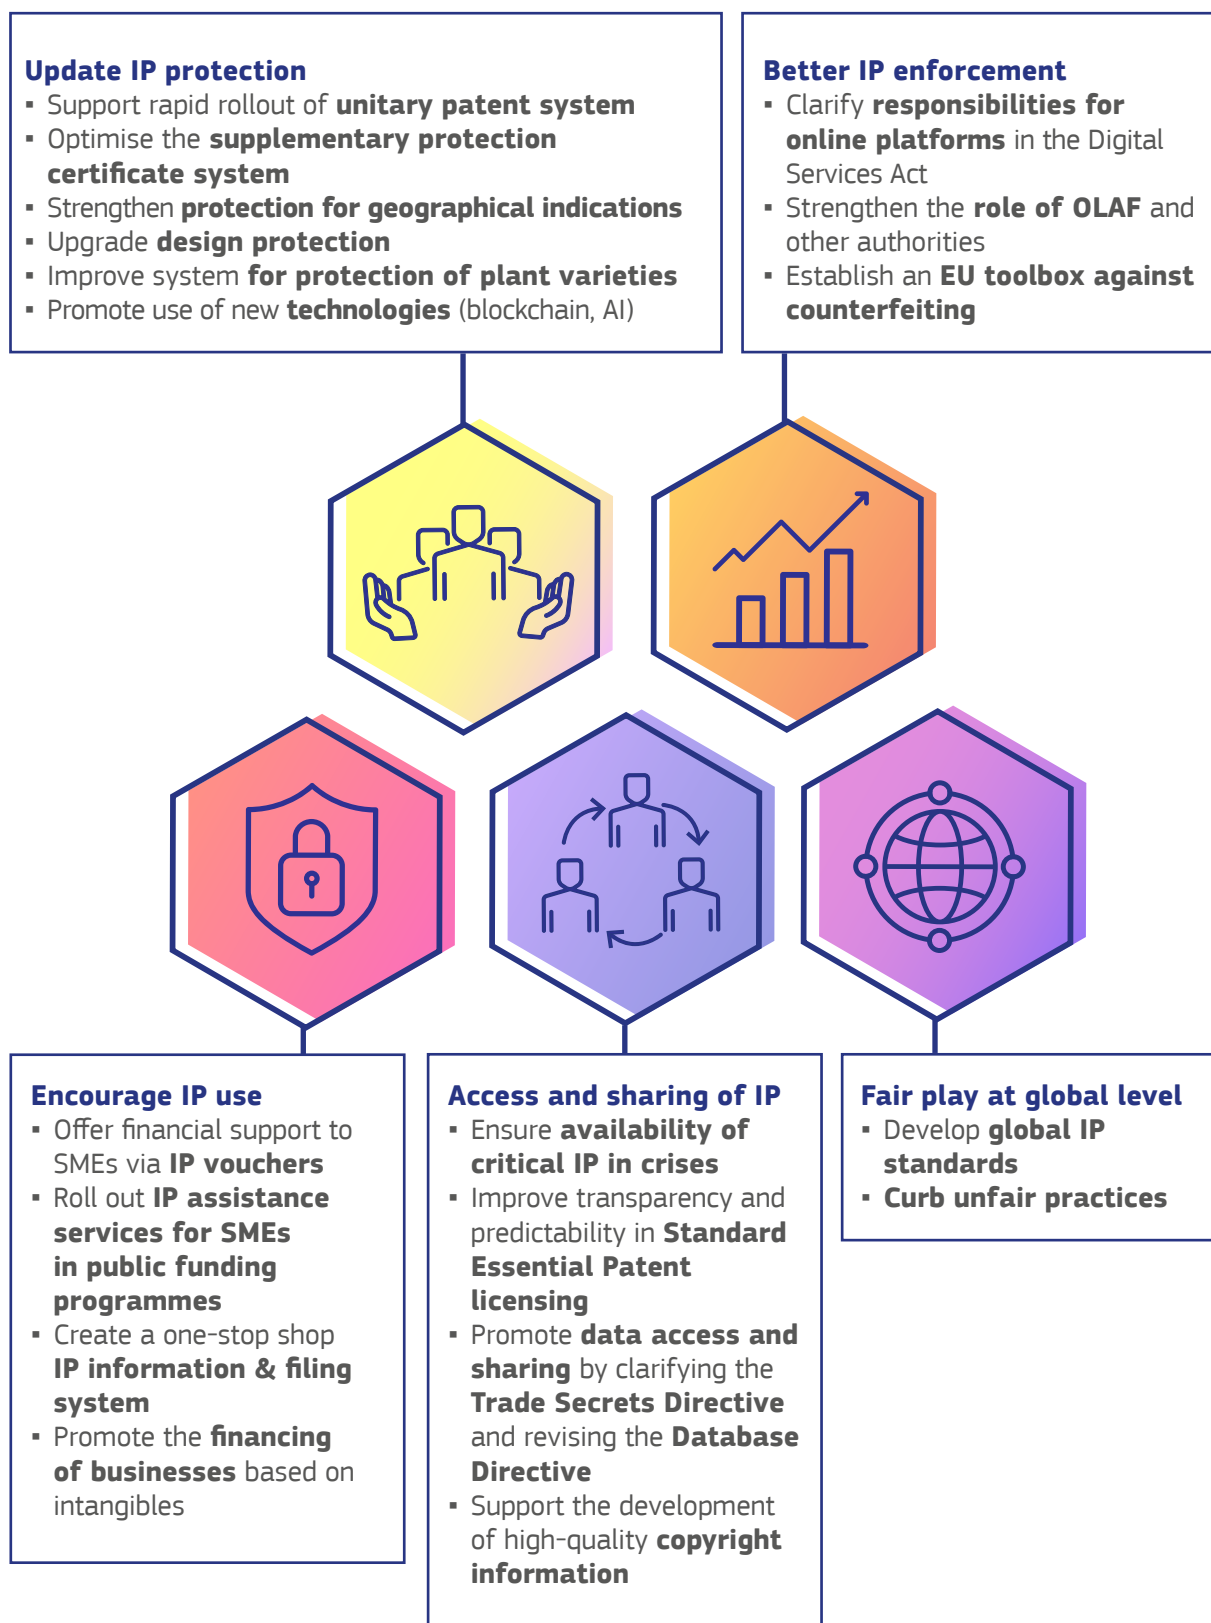 Update IP protection
▪ Support rapid rollout of unitary patent system
▪ Optimise the supplementary protection
certificate system
▪ Strengthen protection for geographical indications
▪ Upgrade design protection
▪ Improve system for protection of plant varieties
▪ Promote use of new technologies (blockchain, AI)
Better IP enforcement
▪ Clarify responsibilities for
online platforms in the Digital
Services Act
▪ Strengthen the role of OLAF and
other authorities
▪ Establish an EU toolbox against
counterfeiting
Encourage IP use
▪ Offer financial support to
SMEs via IP vouchers
▪ Roll out IP assistance
services for SMEs
in public funding
programmes
▪ Create a one-stop shop
IP information & filing
system
▪ Promote the financing
of businesses based on
intangibles
Access and sharing of IP
▪ Ensure availability of
critical IP in crises
▪ Improve transparency and
predictability in Standard
Essential Patent
licensing
▪ Promote data access and
sharing by clarifying the
Trade Secrets Directive
and revising the Database
Directive
▪ Support the development
of high-quality copyright
information
Fair play at global level
▪ Develop global IP
standards
▪ Curb unfair practices